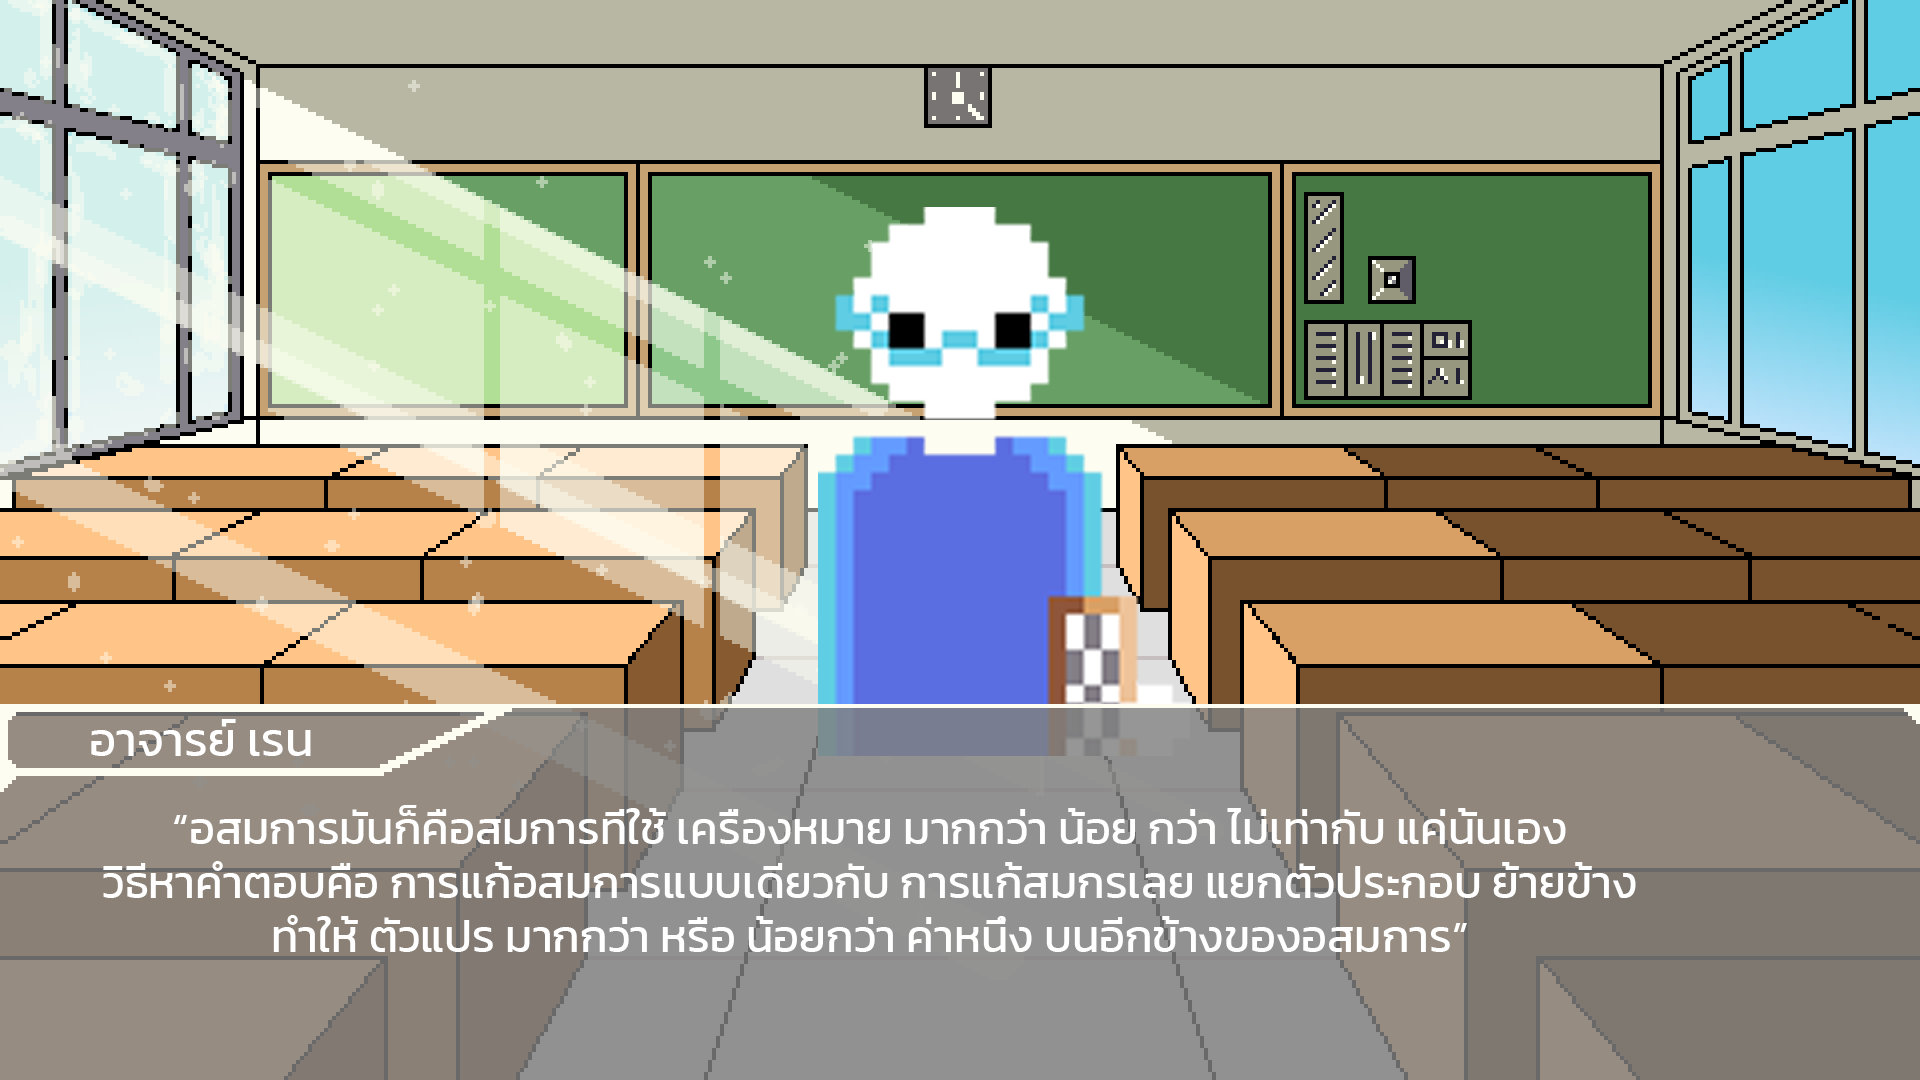 อาจารย์ เรน
“อสมการมันก็คือสมการที่ใช้ เครื่องหมาย มากกว่า น้อย กว่า ไม่เท่ากับ แค่นั้นเอง
วิธีหาคำตอบคือ การแก้อสมการแบบเดียวกับ การแก้สมกรเลย แยกตัวประกอบ ย้ายข้าง
ทำให้ ตัวแปร มากกว่า หรือ น้อยกว่า ค่าหนึ่ง บนอีกข้างของอสมการ”